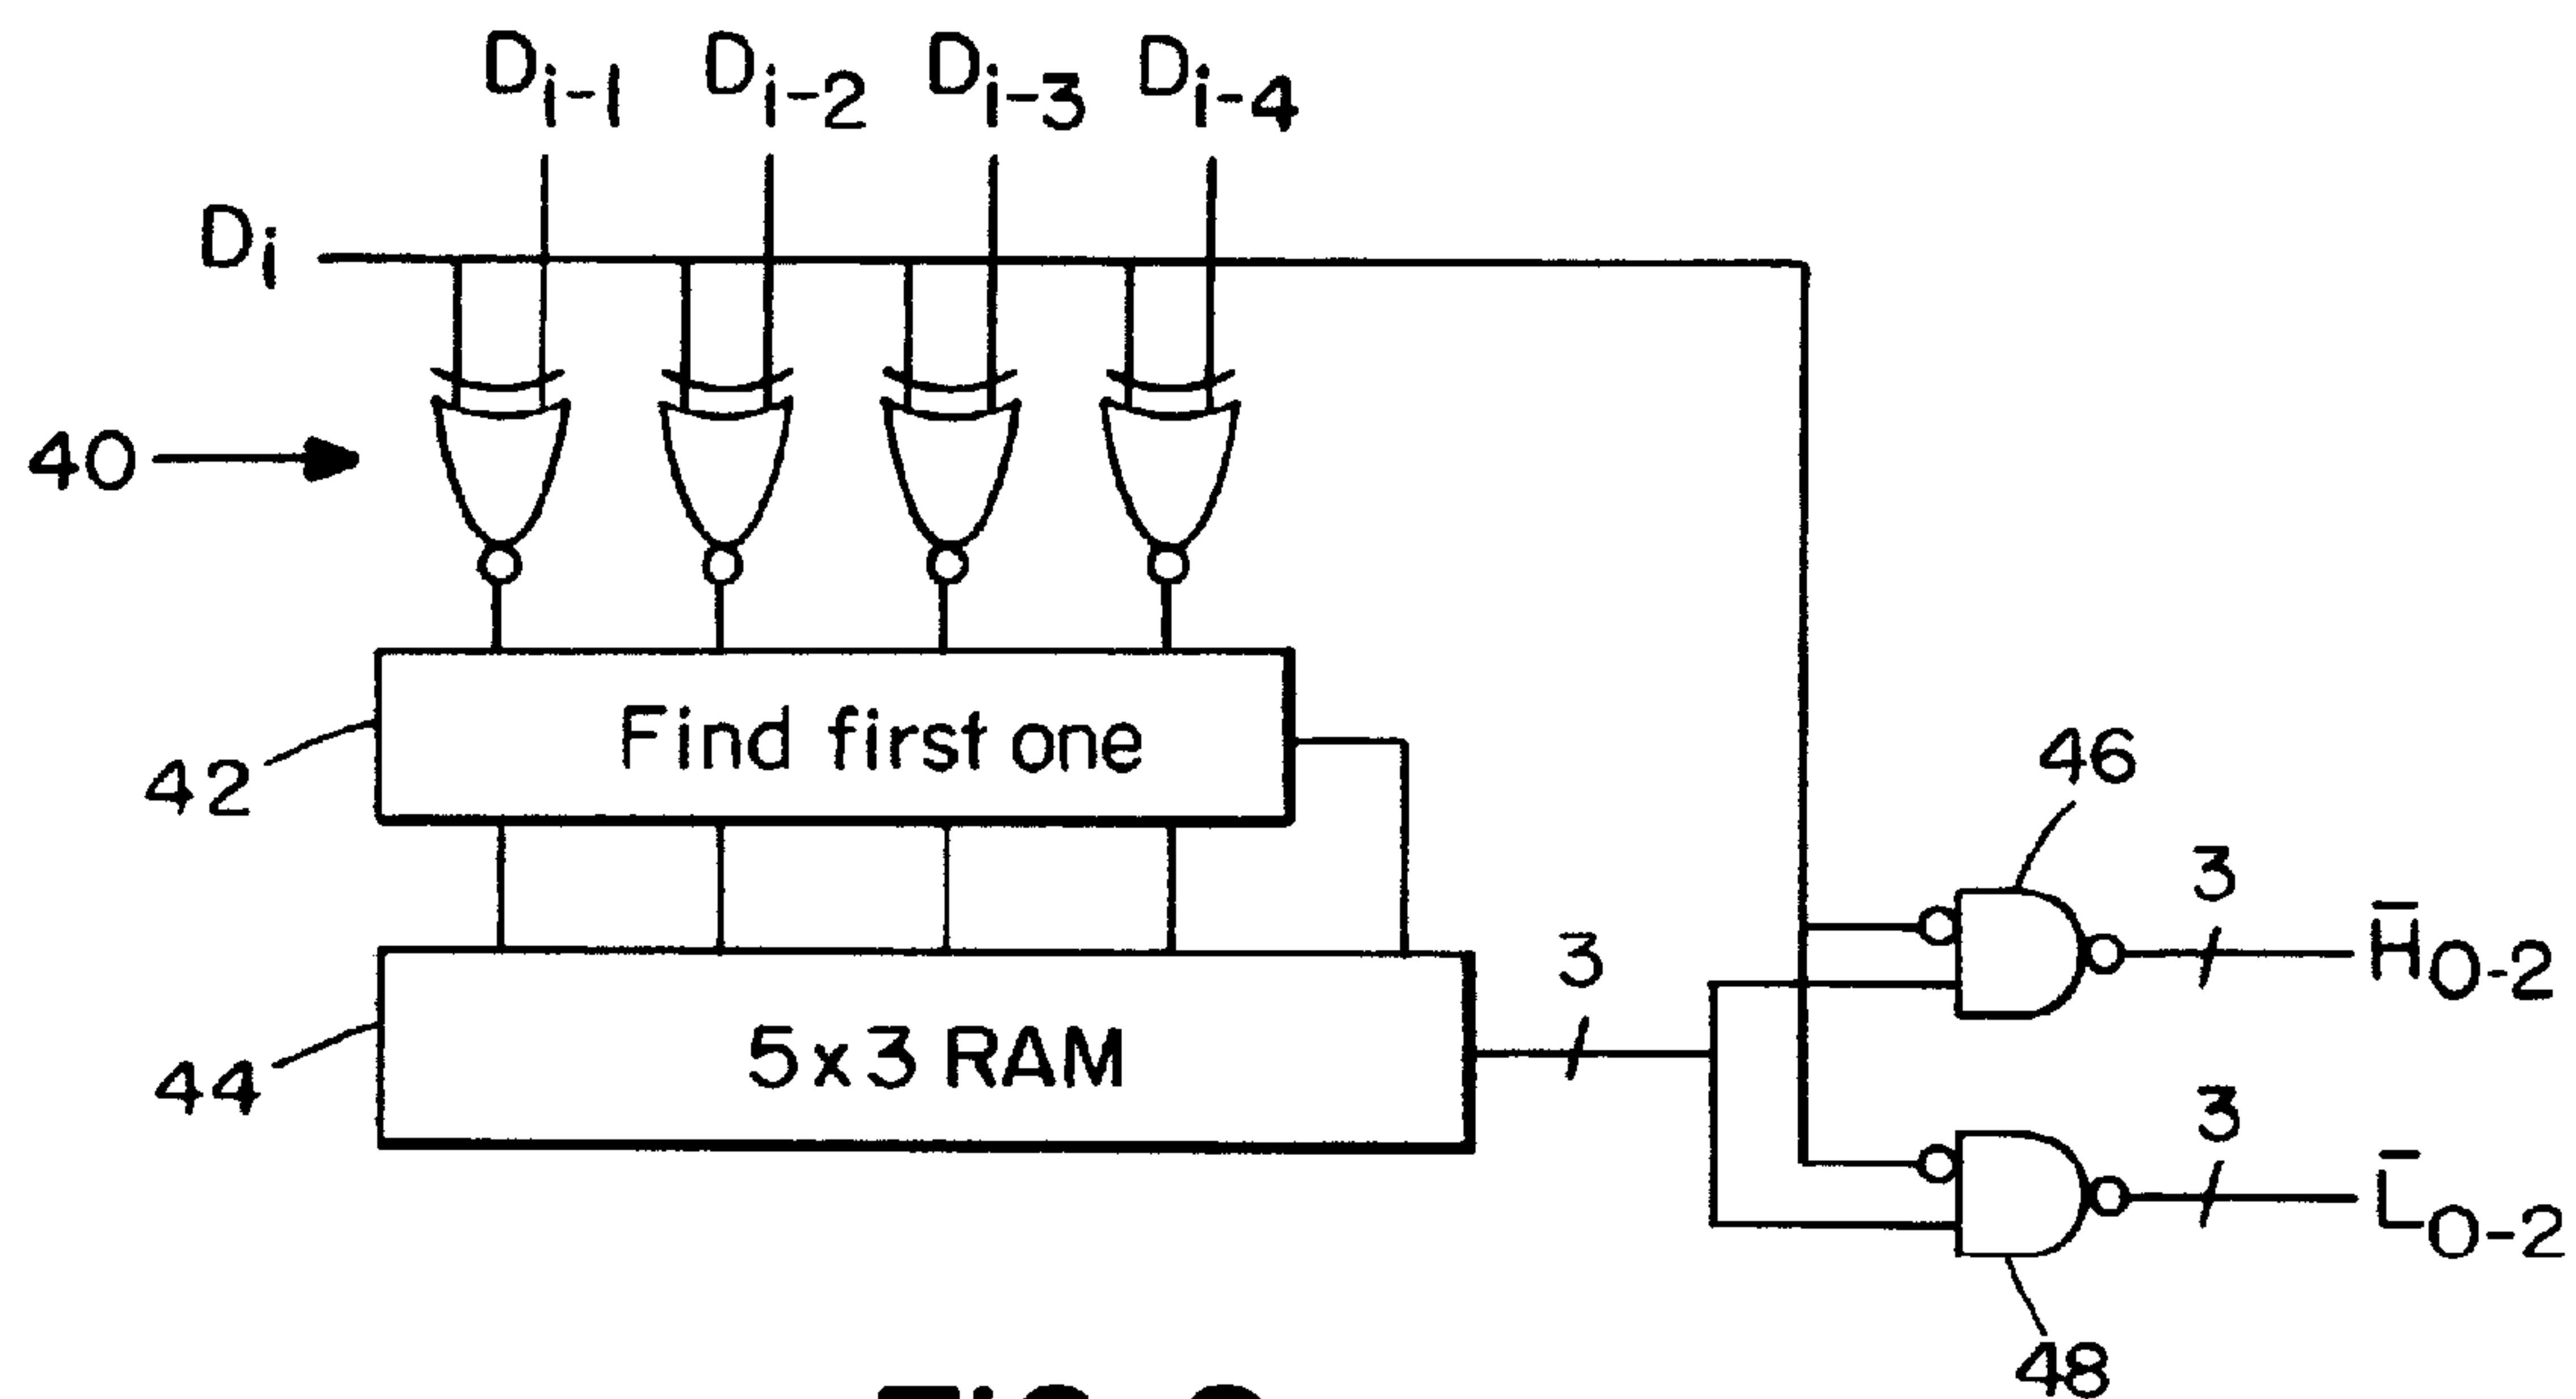 Di-1 Di-2 Di-3 Di-4
Di
40
Find first one
42
46
3
H̄0-2
3
5x3 RAM
44
3
L̄0-2
48